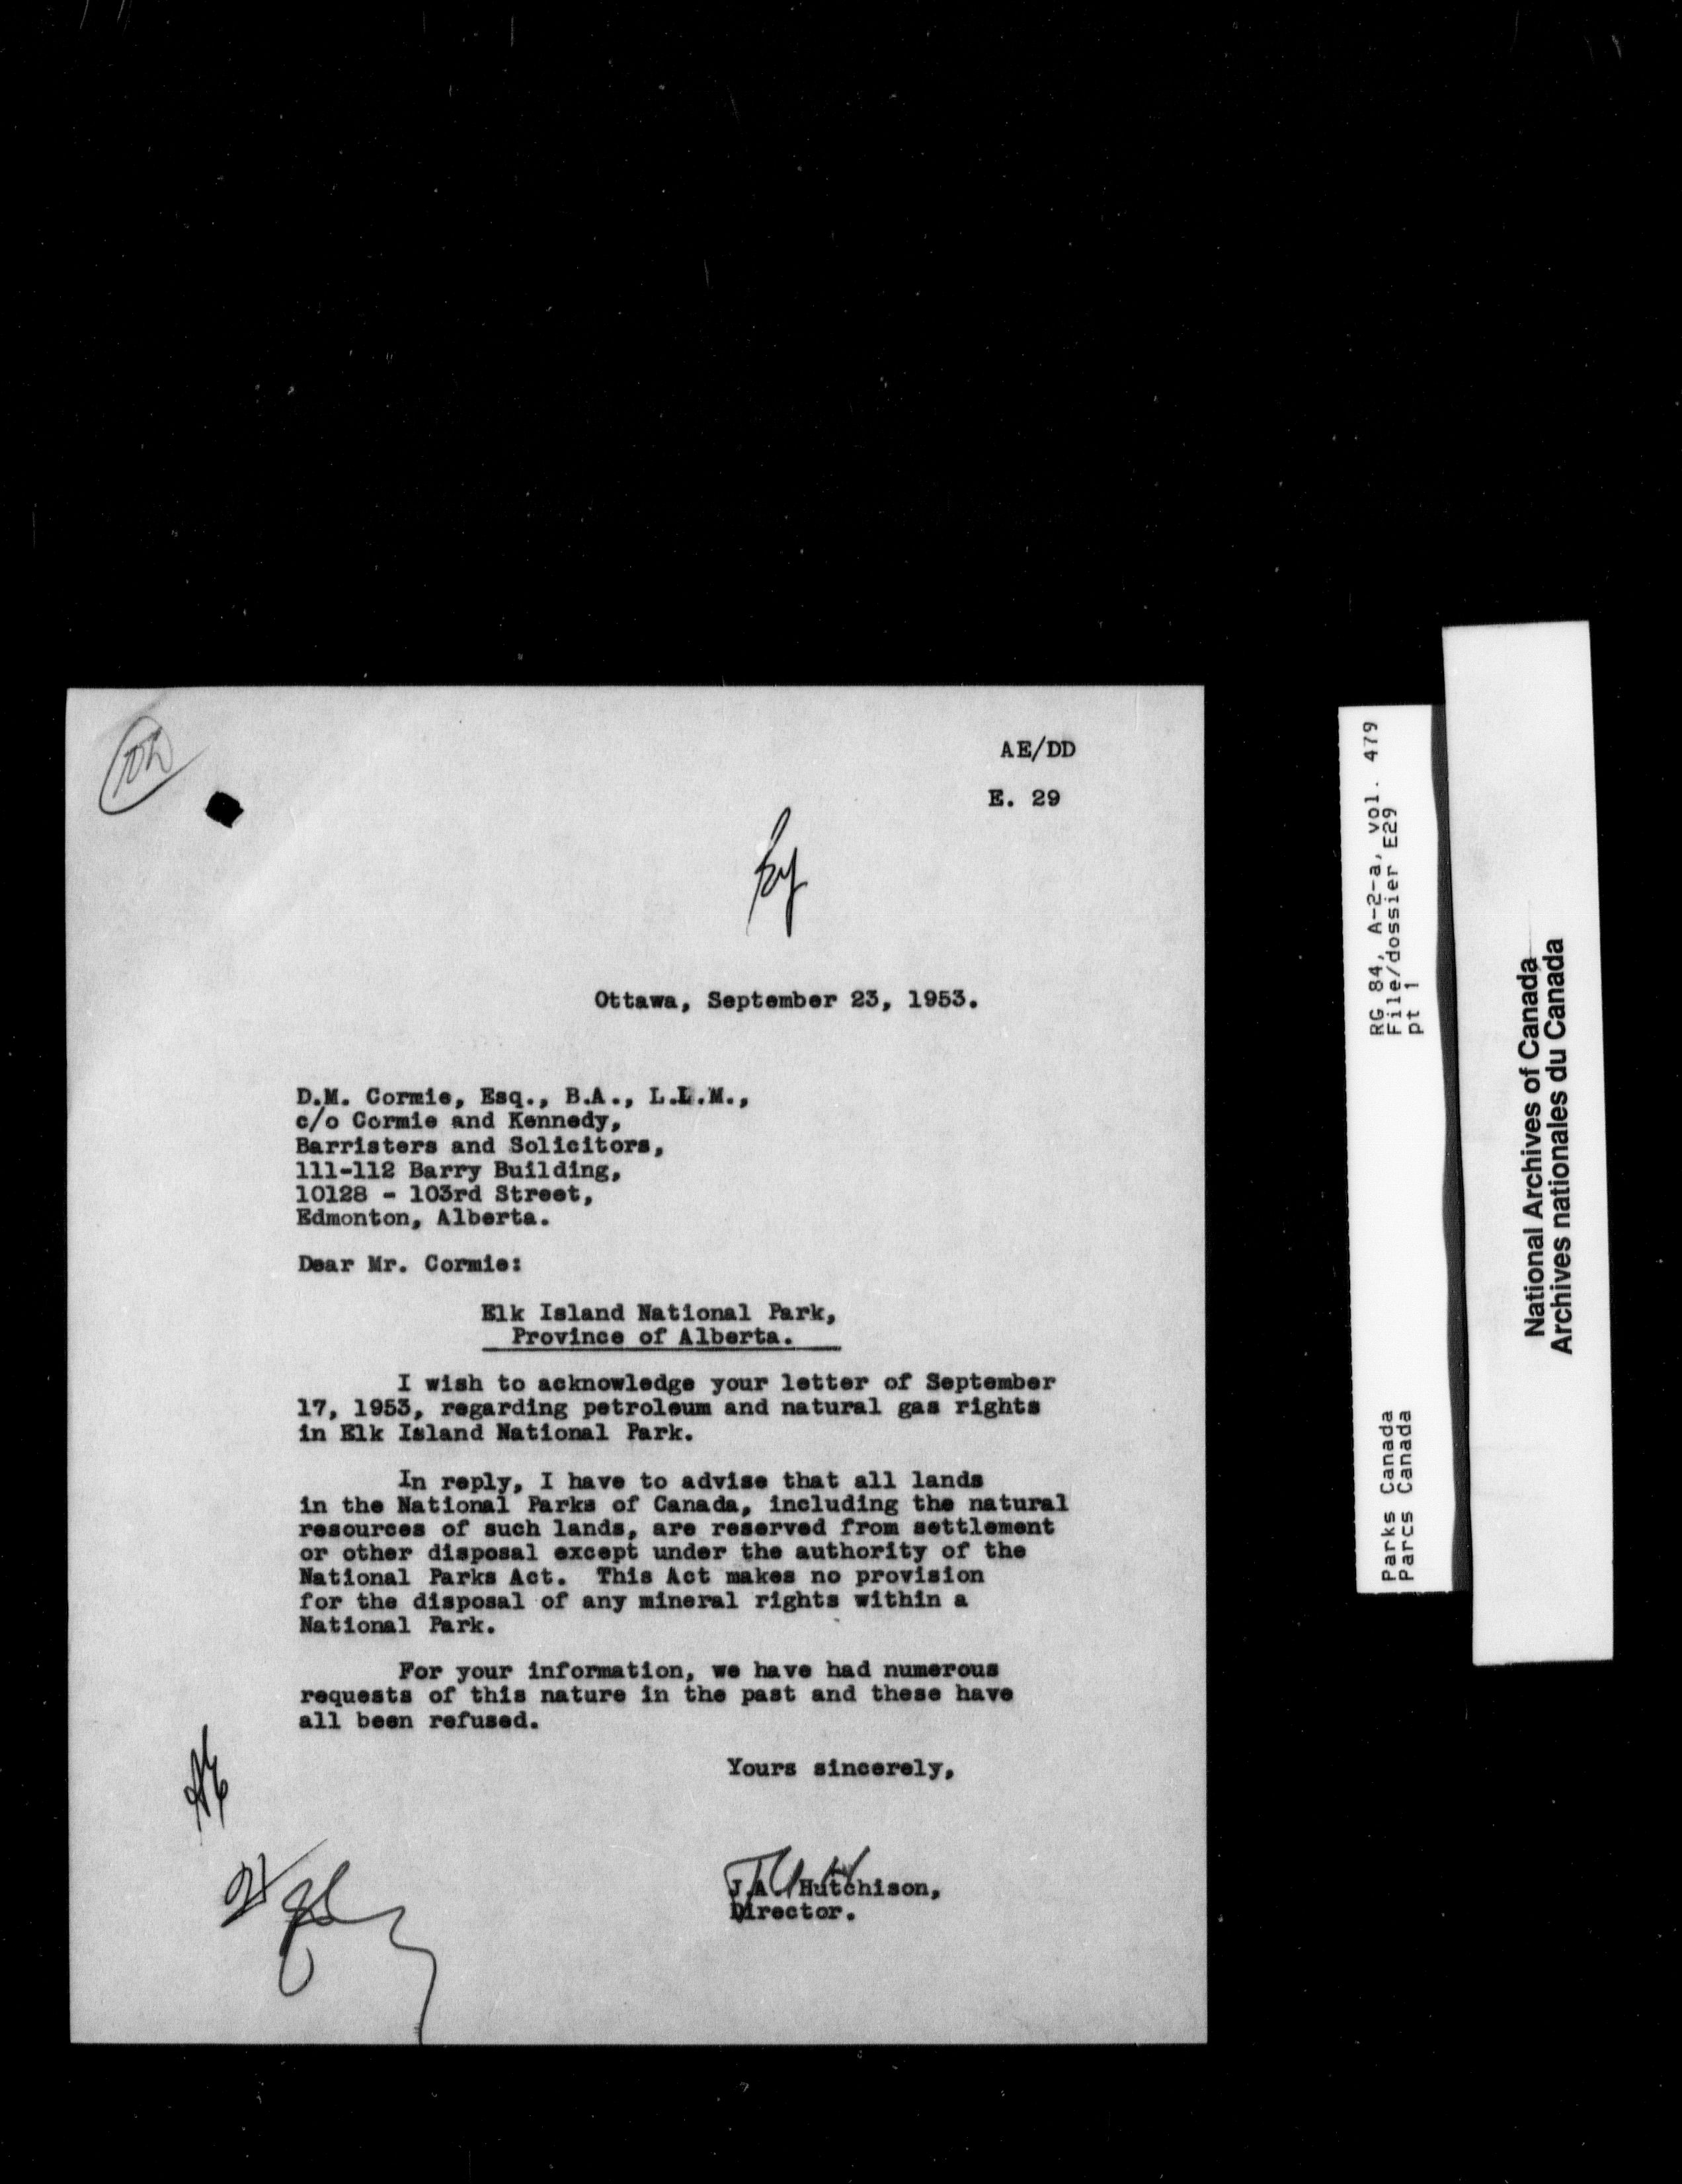 AE/DD
E. 29
Ottawa, September 23, 1953.
D.M. Cormie, Esq., B.A., L.L.M.,
c/o Cormie and Kennedy,
Barristers and Solicitors,
111-112 Barry Building,
10128 - 103rd Street,
Edmonton, Alberta.
Dear Mr. Cormie:
Elk Island National Park,
Province of Alberta.
I wish to acknowledge your letter of September
17, 1953, regarding petroleum and natural gas rights
in Elk Island National Park.
In reply, I have to advise that all lands
in the National Parks of Canada, including the natural
resources of such lands, are reserved from settlement
or other disposal except under the authority of the
National Parks Act. This Act makes no provision
for the disposal of any mineral rights within a
National Park.
For your information, we have had numerous
requests of this nature in the past and these have
all been refused.
Yours sincerely,
J.A. Hutchison,
Director.
RG 84, A-2-a, vol. 479
File/dossier E29
pt 1
Parks Canada
Parcs Canada
National Archives of Canada
Archives nationales du Canada